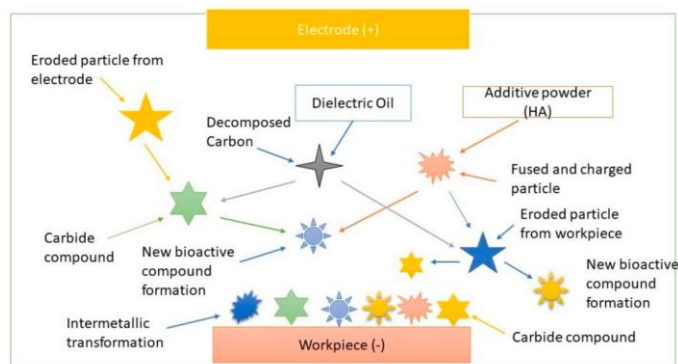 Electrode (+)
Eroded particle from
electrode
Dielectric Oil
Additive powder
(HA)
Decomposed
Carbon
Fused and charged
particle
Carbide
compound
New bioactive
compound
formation
Eroded particle
from workpiece
New bioactive
compound
formation
Intermetallic
transformation
Workpiece (-)
Carbide compound